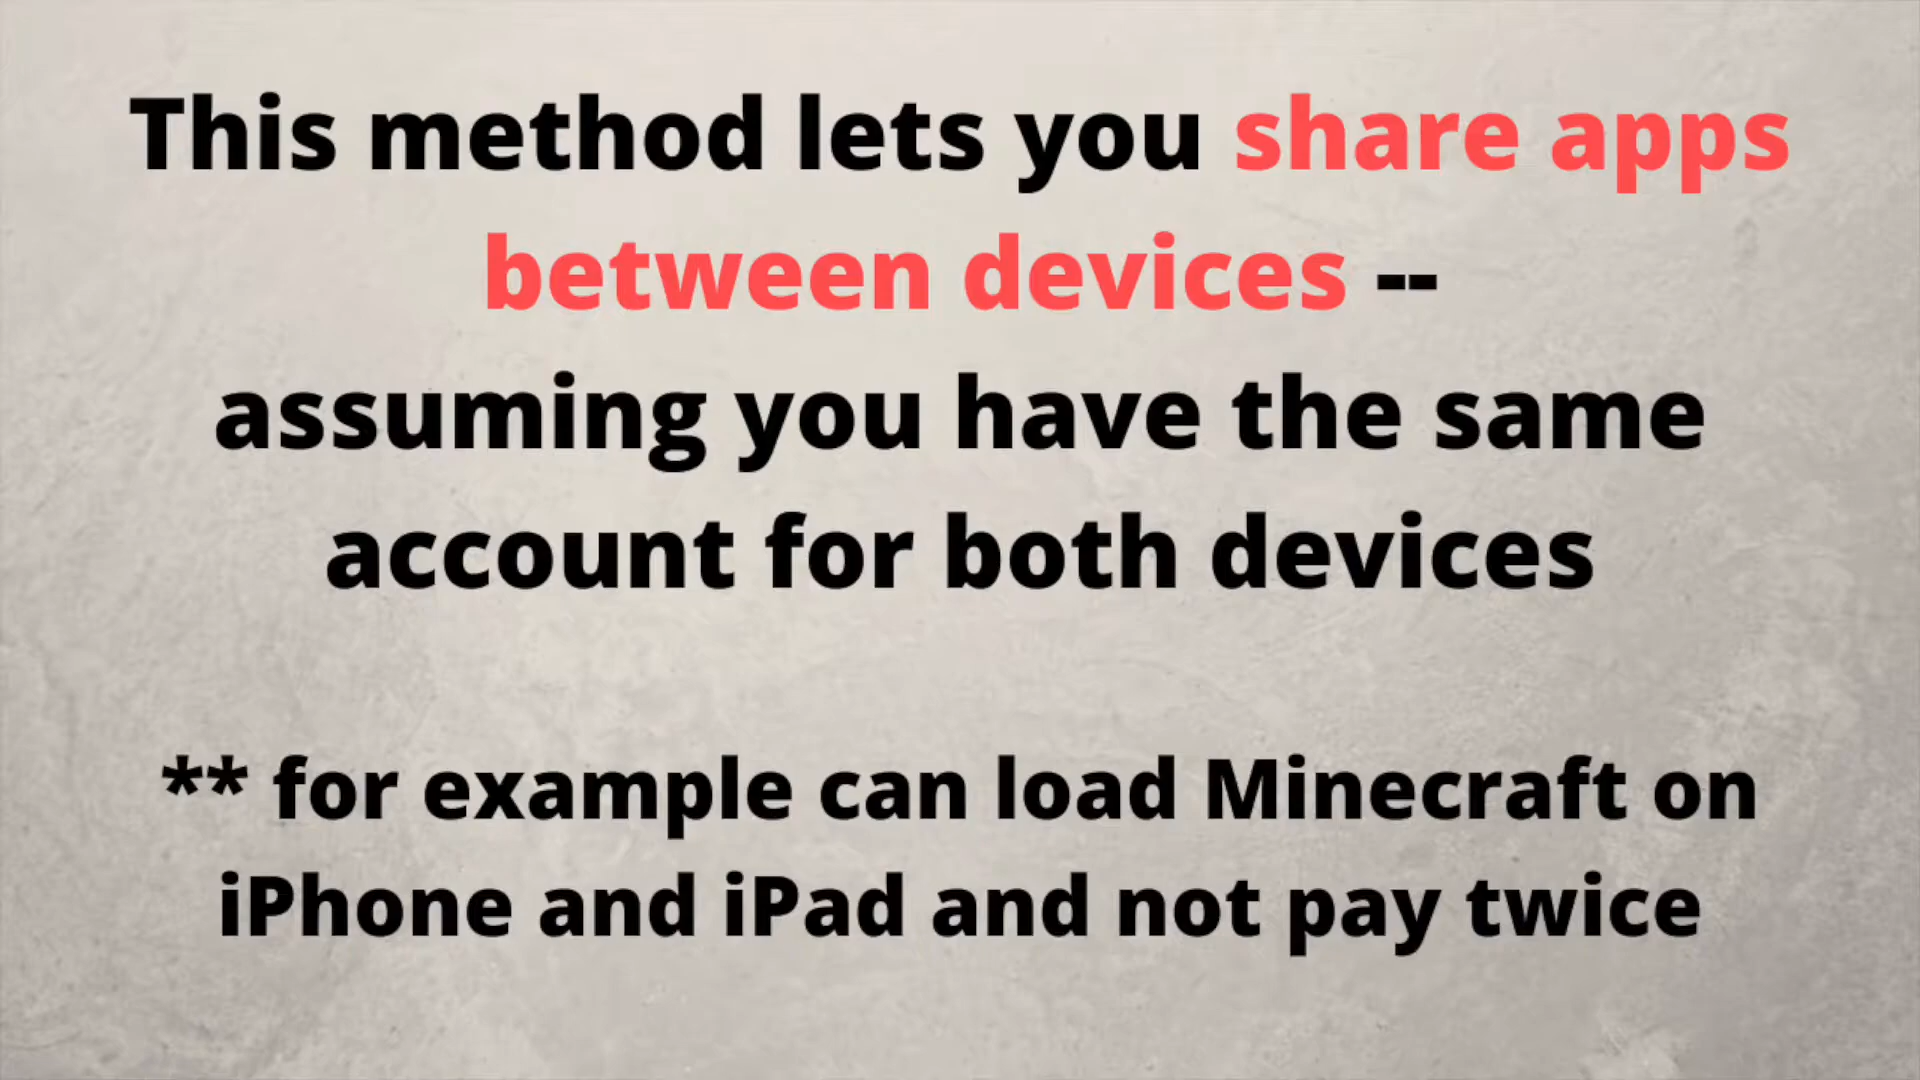 This method lets you share apps
between devices --
assuming you have the same
account for both devices
** for example can load Minecraft on
iPhone and iPad and not pay twice